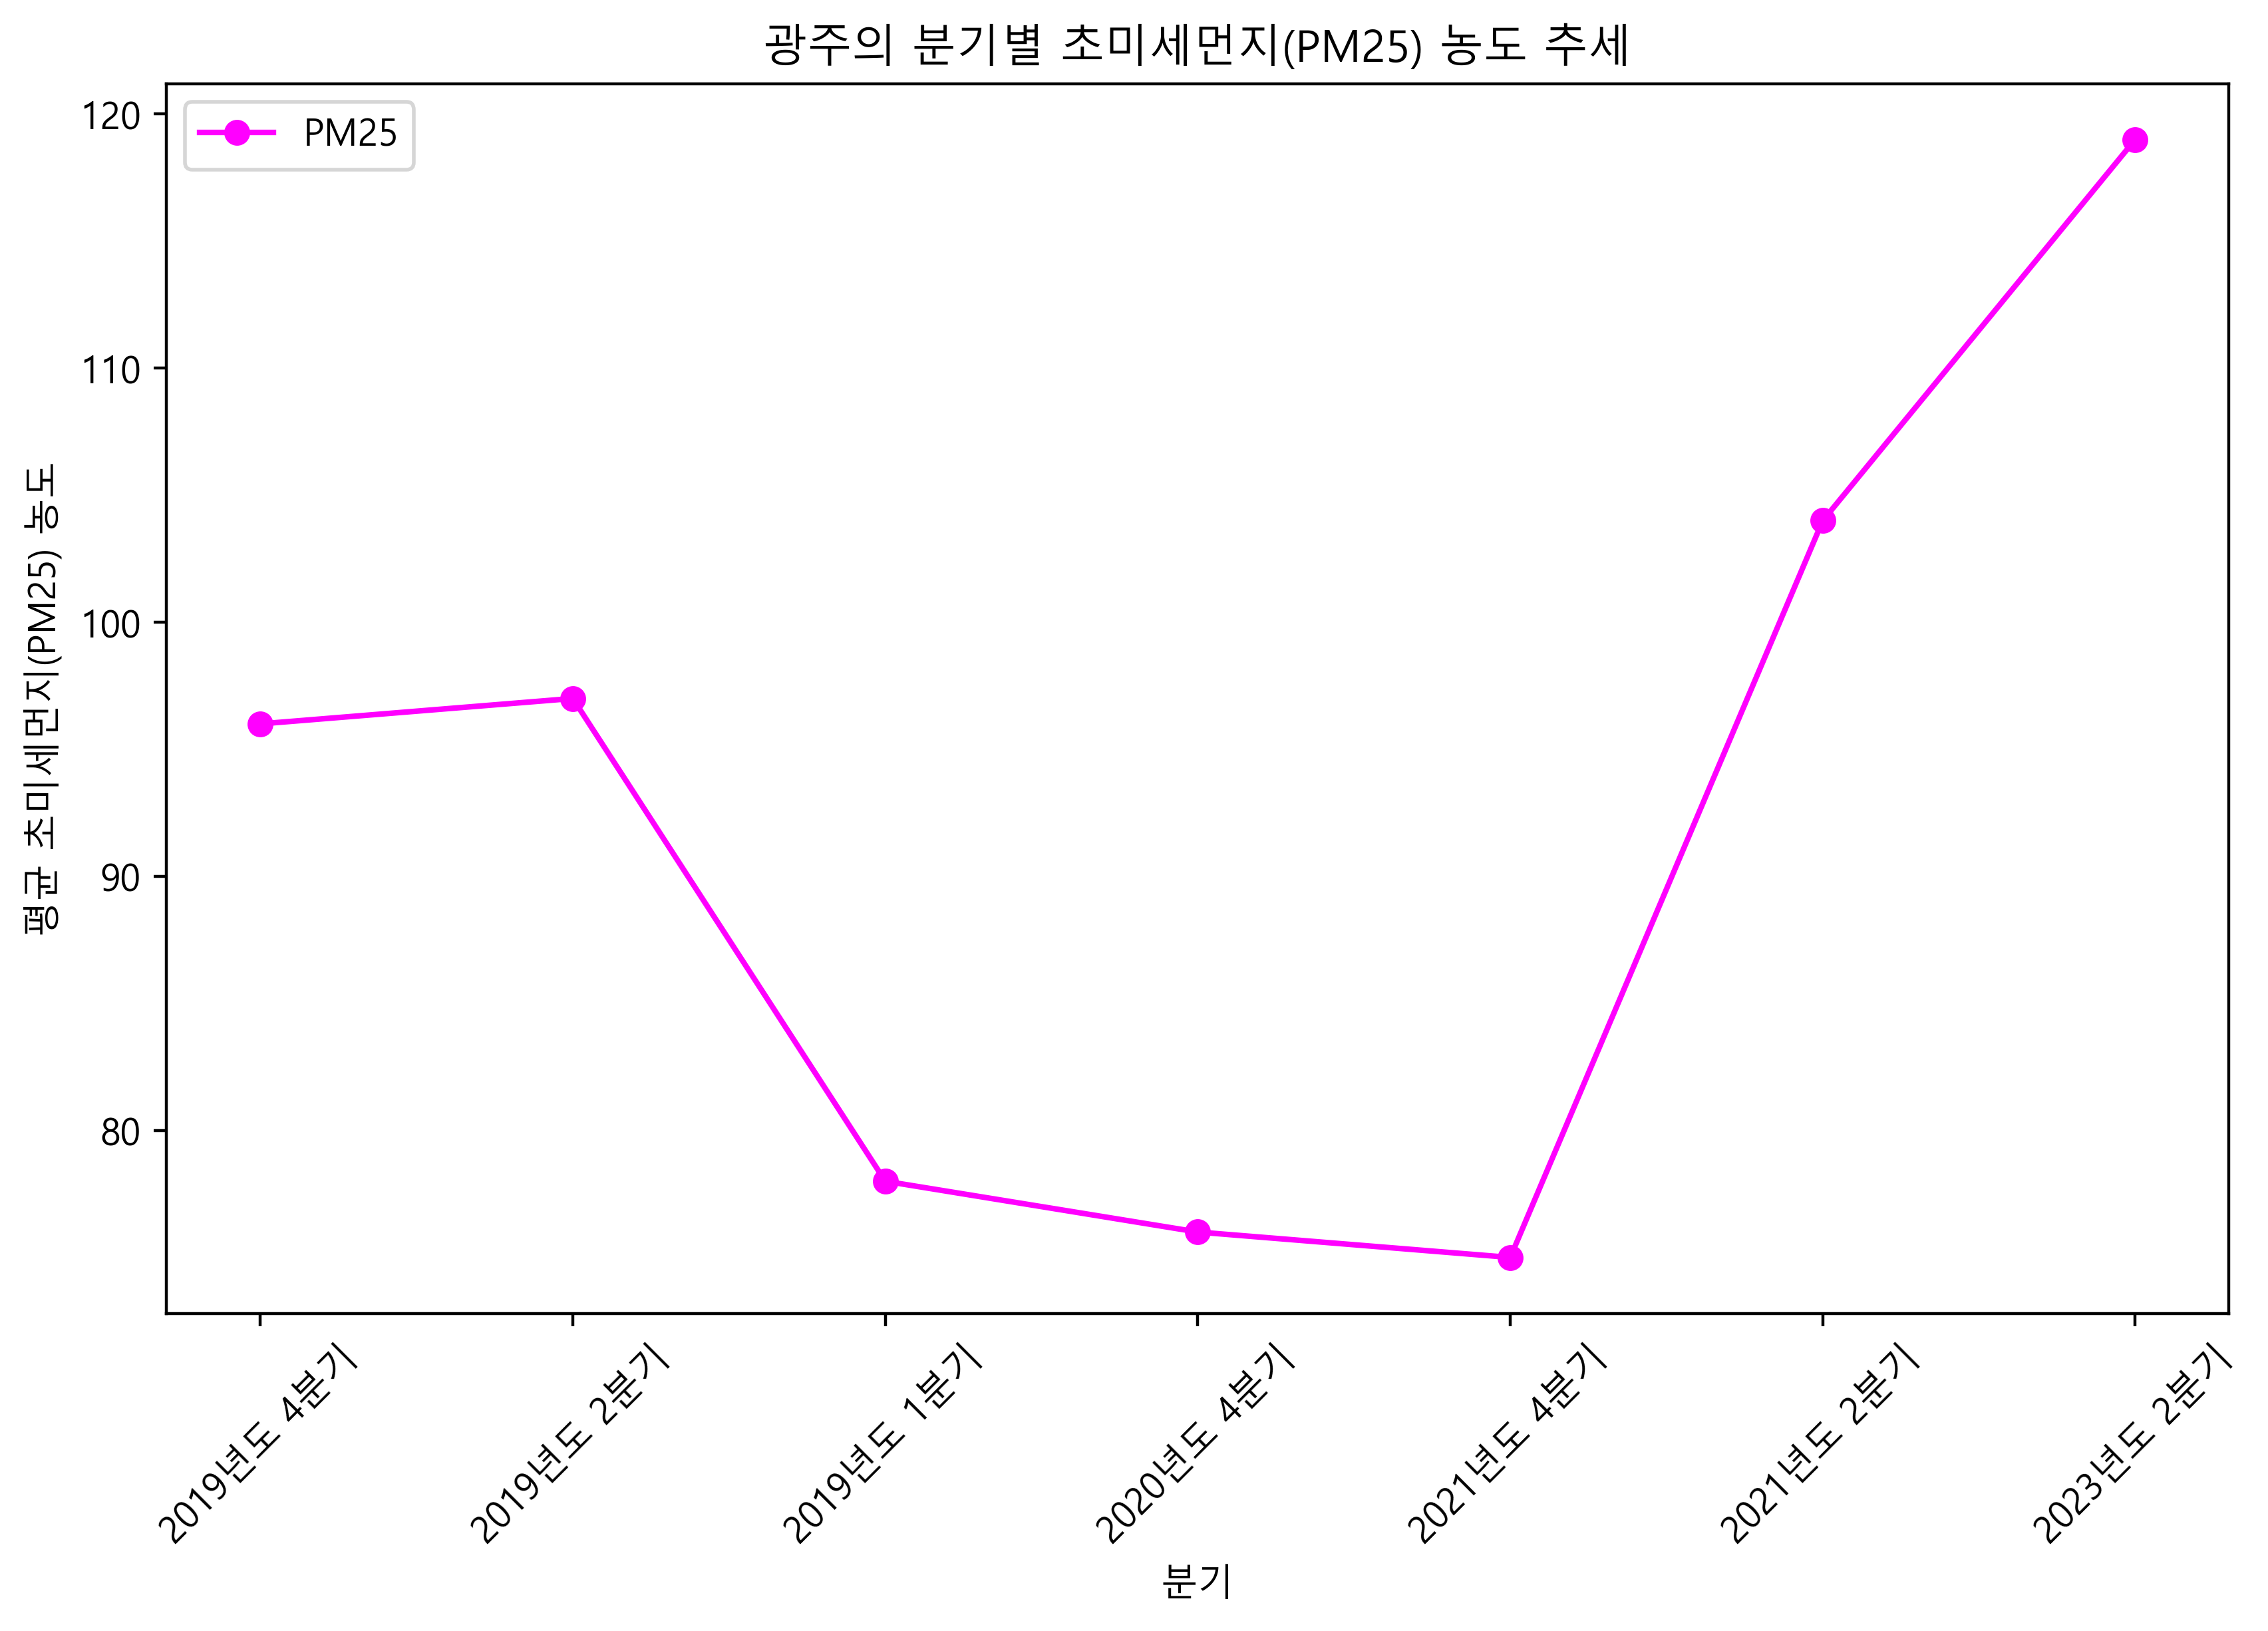 광주의 분기별 초미세먼지(PM25) 농도 추세
PM25
평균 초미세먼지(PM25) 농도
120
110
100
90
80
2019년도 4분기
2019년도 2분기
2019년도 1분기
2020년도 4분기
2021년도 4분기
2021년도 2분기
2023년도 2분기
분기